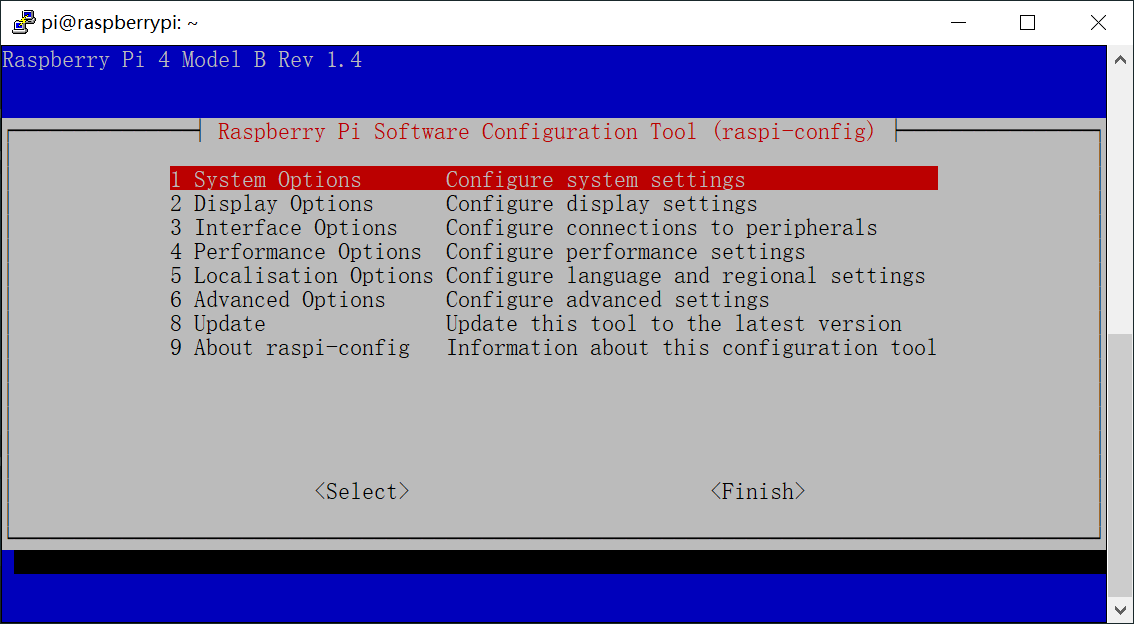 pi@raspberrypi: ~
Raspberry Pi 4 Model B Rev 1.4
Raspberry Pi Software Configuration Tool (raspi-config)
1 System Options Configure system settings
2 Display Options Configure display settings
3 Interface Options Configure connections to peripherals
4 Performance Options Configure performance settings
5 Localisation Options Configure language and regional settings
6 Advanced Options Configure advanced settings
8 Update Update this tool to the latest version
9 About raspi-config Information about this configuration tool
<Select> <Finish>